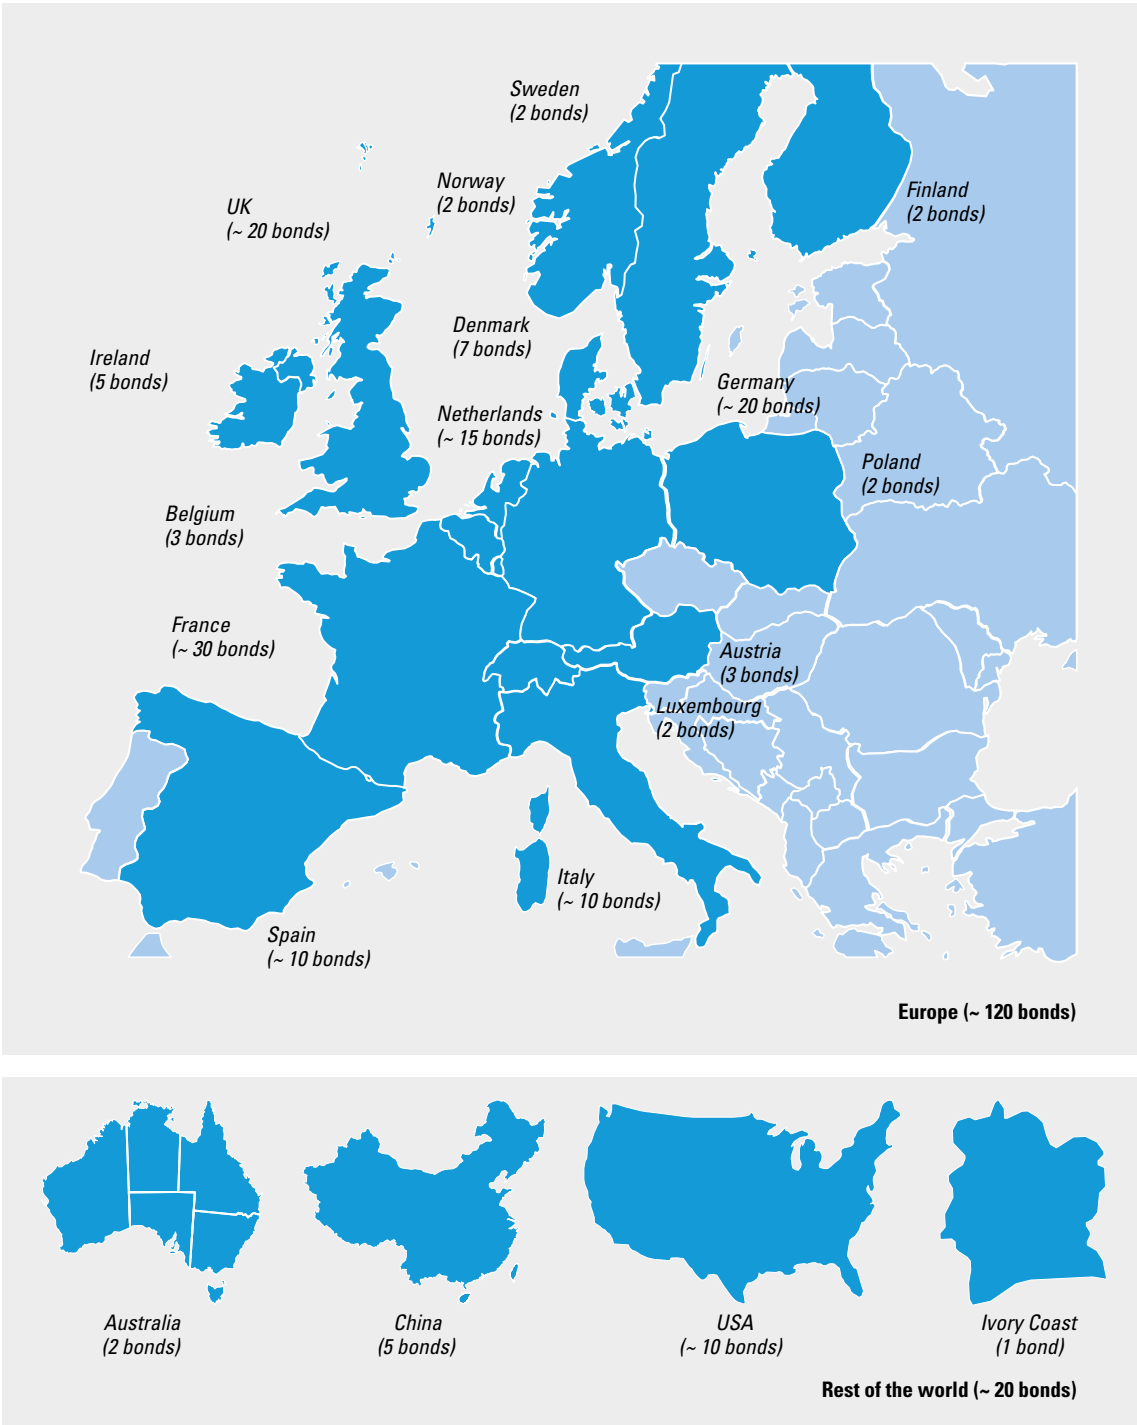 Sweden
(2 bonds)
Norway
(2 bonds)
UK
(~ 20 bonds)
Finland
(2 bonds)
Denmark
(7 bonds)
Ireland
(5 bonds)
Germany
(~ 20 bonds)
Netherlands
(~ 15 bonds)
Poland
(2 bonds)
Belgium
(3 bonds)
France
(~ 30 bonds)
Austria
(3 bonds)
Luxembourg
(2 bonds)
Italy
(~ 10 bonds)
Spain
(~ 10 bonds)
Europe (~ 120 bonds)
Australia
(2 bonds)
China
(5 bonds)
USA
(~ 10 bonds)
Ivory Coast
(1 bond)
Rest of the world (~ 20 bonds)